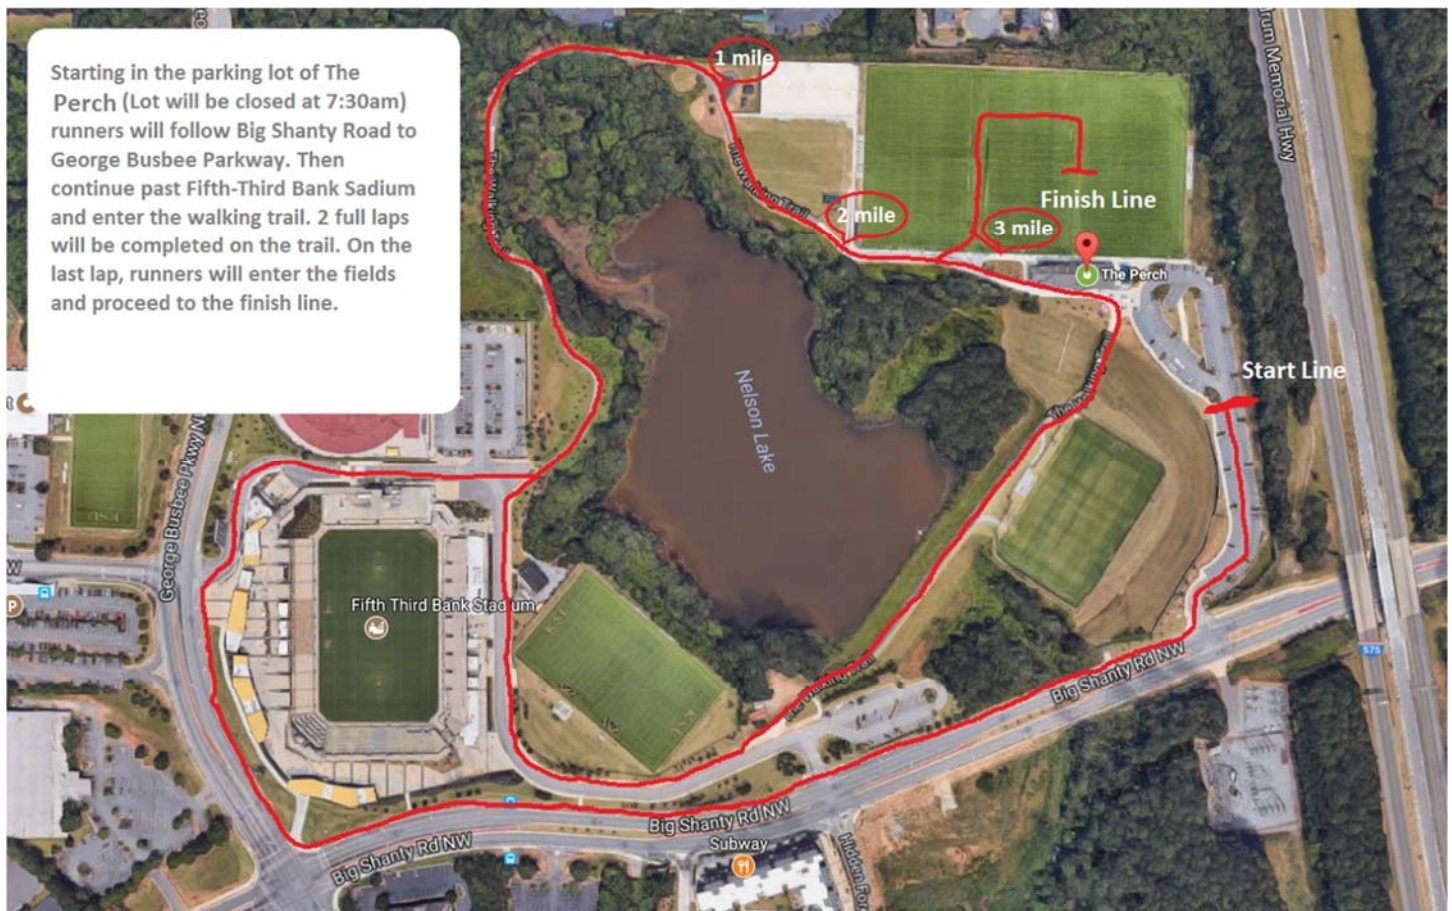 Starting in the parking lot of The
Perch (Lot will be closed at 7:30am)
runners will follow Big Shanty Road to
George Busbee Parkway. Then
continue past Fifth-Third Bank Sadium
and enter the walking trail. 2 full laps
will be completed on the trail. On the
last lap, runners will enter the fields
and proceed to the finish line.
1 mile
Memorial Hwy
The Walking Trail
2 mile
Finish Line
3 mile
The Perch
Start Line
Nelson Lake
George Busbee Pkwy N
KSU
W
P
Fifth Third Bank Stadium
The Walking Trail
575
Big Shanty Rd NW
Big Shanty Rd NW
Big Shanty Rd NW
Subway
Hidden